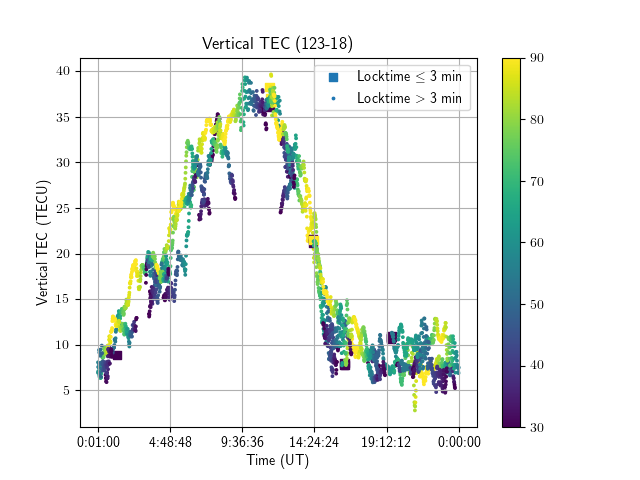 Vertical TEC (123-18)
Locktime ≤ 3 min
Locktime > 3 min
Vertical TEC (TECU)
40
35
30
25
20
15
10
5
0:01:00 4:48:48 9:36:36 14:24:24 19:12:12 0:00:00
Time (UT)
90
80
70
60
50
40
30